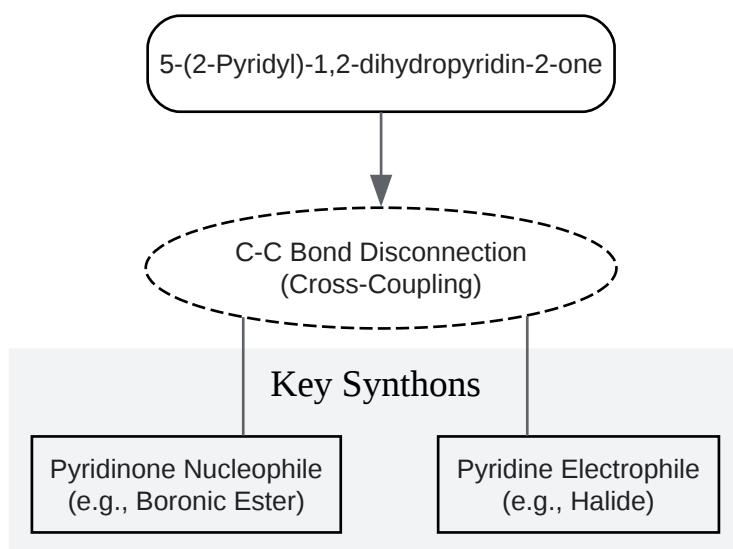 5-(2-Pyridyl)-1,2-dihydropyridin-2-one
C-C Bond Disconnection
(Cross-Coupling)
Key Synthons
Pyridinone Nucleophile
(e.g., Boronic Ester)
Pyridine Electrophile
(e.g., Halide)